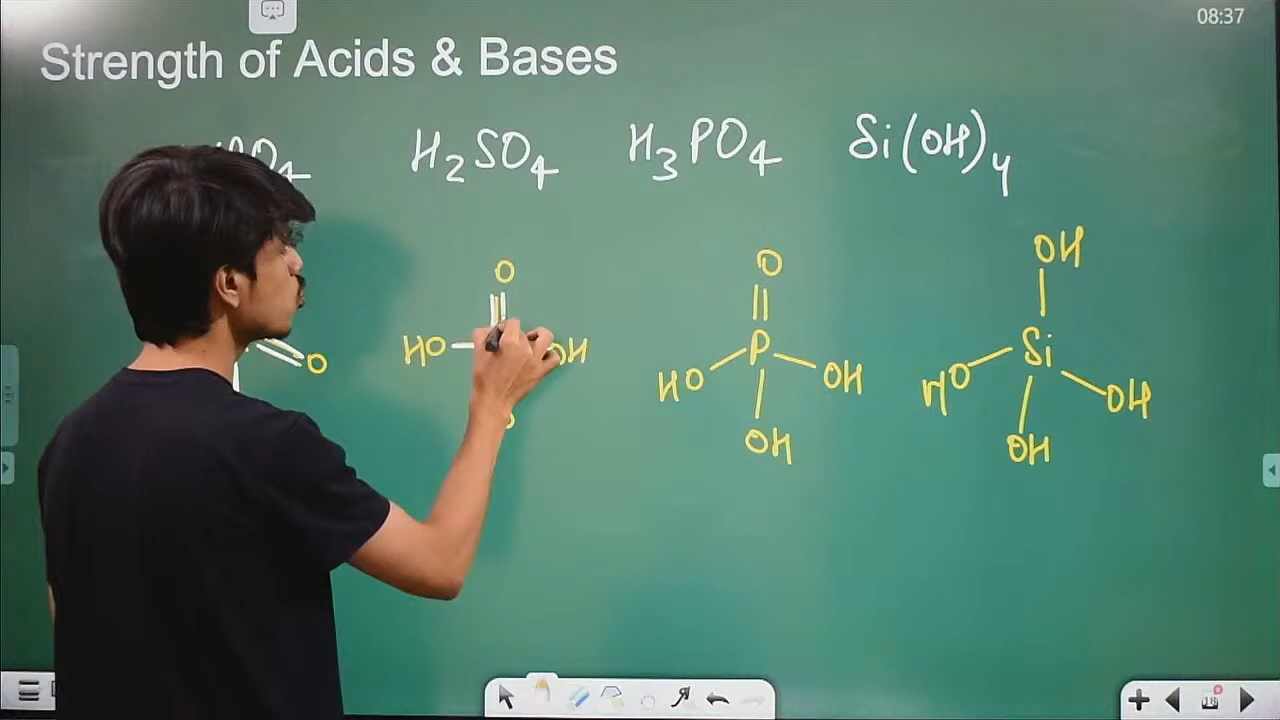 08:37
Strength of Acids & Bases
H₂SO₄ H₃PO₄ Si(OH)₄
O O OH
HO OH P Si
O HO OH HO OH
OH OH